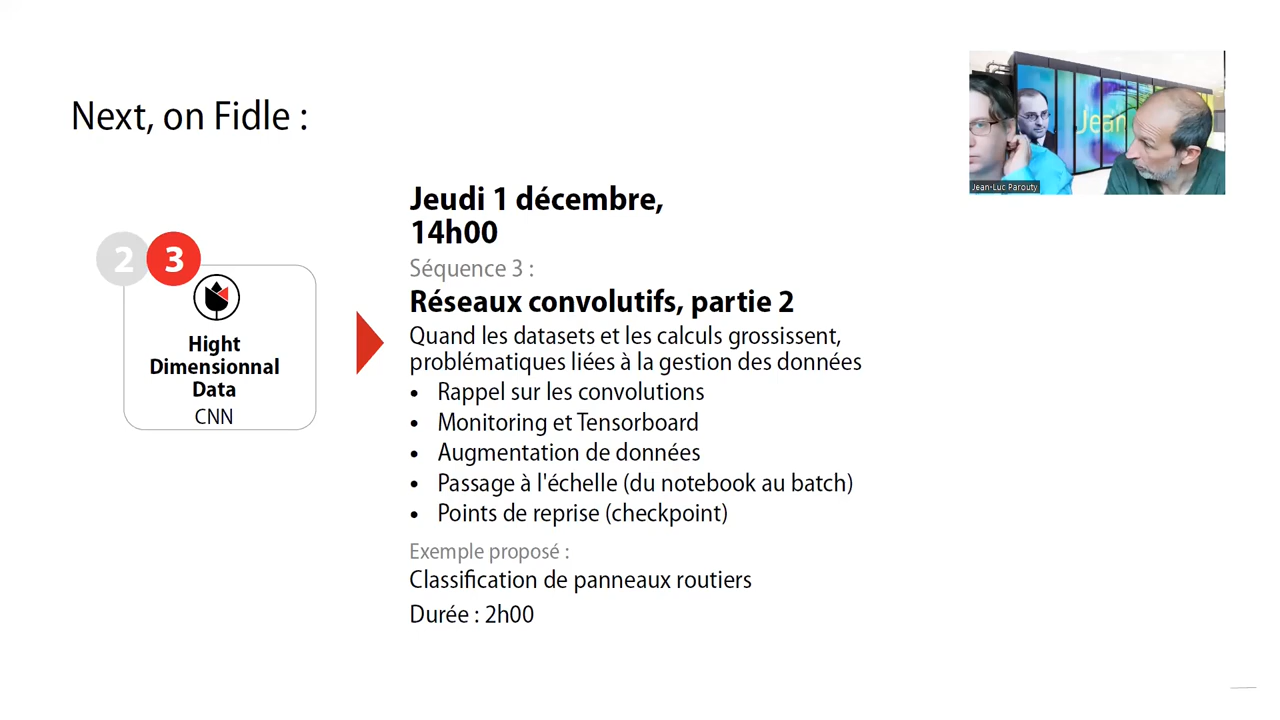 Next, on Fidle :
Jean
Jean-Luc Parouty
Jeudi 1 décembre,
14h00
Séquence 3 :
2 3
Réseaux convolutifs, partie 2
Hight
Dimensionnal
Data
CNN
Quand les datasets et les calculs grossissent,
problématiques liées à la gestion des données
• Rappel sur les convolutions
• Monitoring et Tensorboard
• Augmentation de données
• Passage à l'échelle (du notebook au batch)
• Points de reprise (checkpoint)
Exemple proposé :
Classification de panneaux routiers
Durée : 2h00